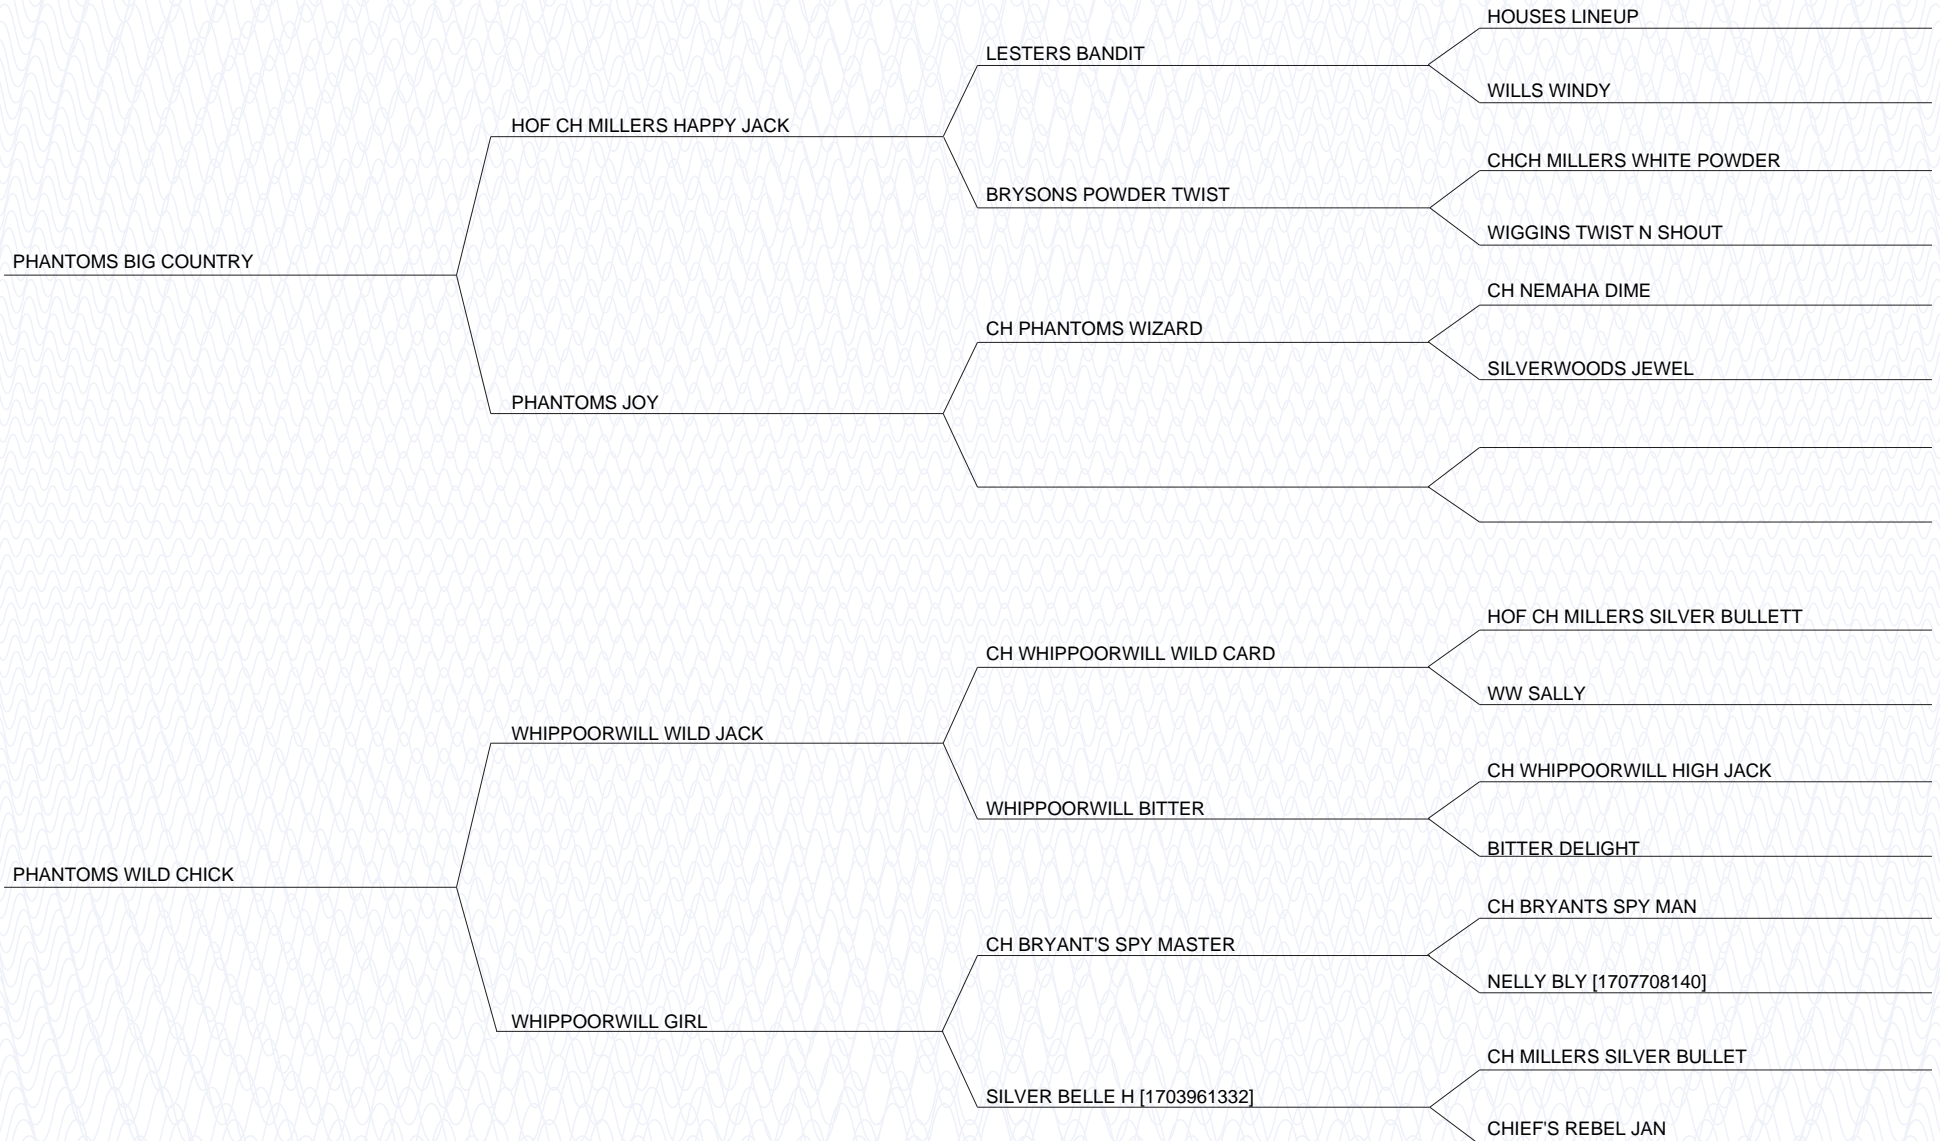 HOUSES LINEUP
LESTERS BANDIT
WILLS WINDY
HOF CH MILLERS HAPPY JACK
CHCH MILLERS WHITE POWDER
BRYSONS POWDER TWIST
WIGGINS TWIST N SHOUT
PHANTOMS BIG COUNTRY
CH NEMAHA DIME
CH PHANTOMS WIZARD
SILVERWOODS JEWEL
PHANTOMS JOY
HOF CH MILLERS SILVER BULLETT
CH WHIPPOORWILL WILD CARD
WW SALLY
WHIPPOORWILL WILD JACK
CH WHIPPOORWILL HIGH JACK
WHIPPOORWILL BITTER
BITTER DELIGHT
PHANTOMS WILD CHICK
CH BRYANTS SPY MAN
CH BRYANT'S SPY MASTER
NELLY BLY [1707708140]
WHIPPOORWILL GIRL
CH MILLERS SILVER BULLET
SILVER BELLE H [1703961332]
CHIEF'S REBEL JAN